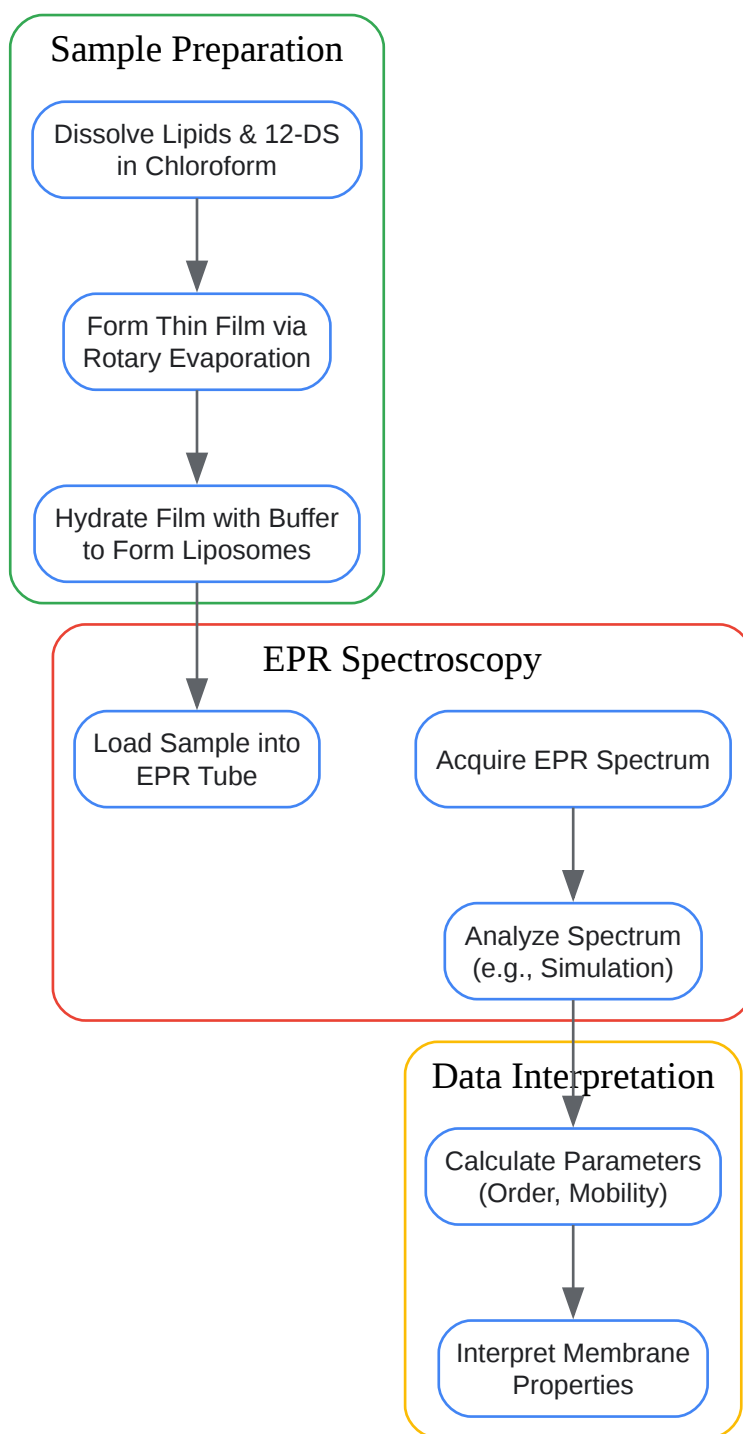 Sample Preparation
Dissolve Lipids & 12-DS
in Chloroform
Form Thin Film via
Rotary Evaporation
Hydrate Film with Buffer
to Form Liposomes
EPR Spectroscopy
Load Sample into
EPR Tube
Acquire EPR Spectrum
Analyze Spectrum
(e.g., Simulation)
Data Interpretation
Calculate Parameters
(Order, Mobility)
Interpret Membrane
Properties